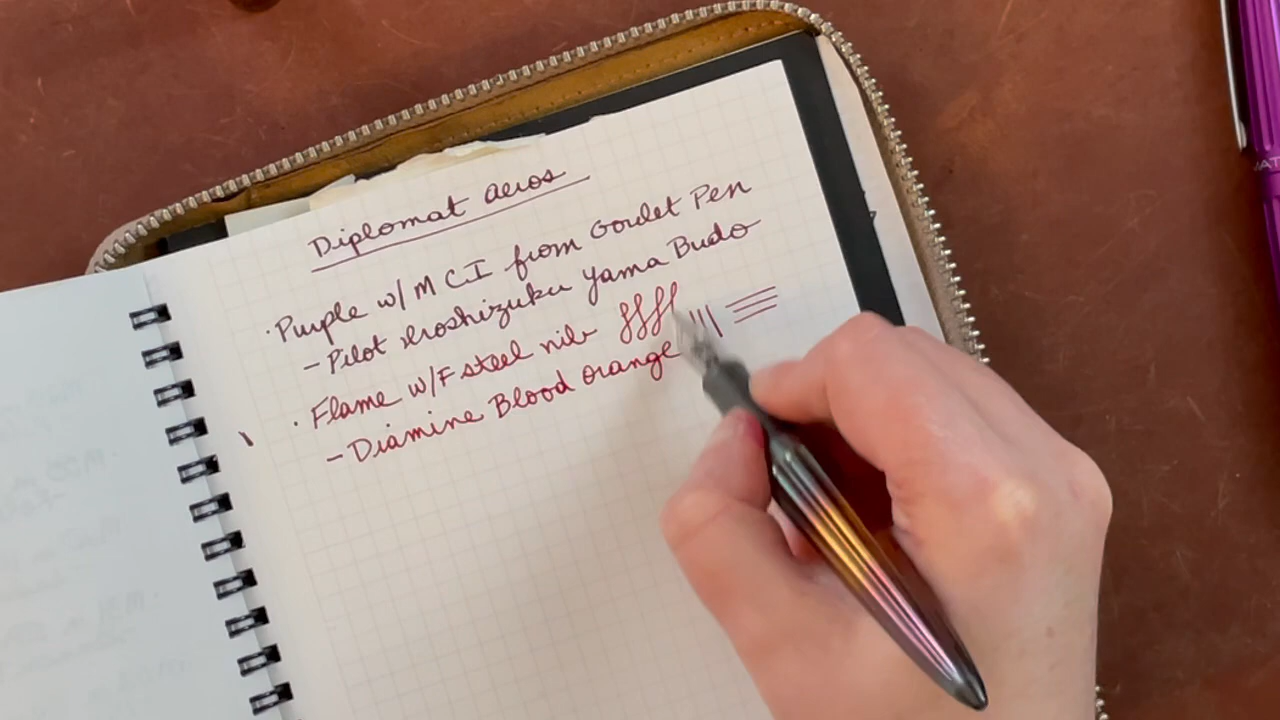 Diplomat Aeros
· Purple w/ M C.I from Goulet Pen
- Pilot Iroshizuku Yama Budo
· Flame w/F steel nib
- Diamine Blood Orange